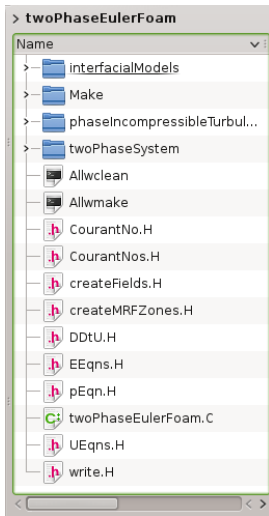 > twoPhaseEulerFoam
Name
interfacialModels
Make
phaseIncompressibleTurbul...
twoPhaseSystem
Allwclean
Allwmake
CourantNo.H
CourantNos.H
createFields.H
createMRFZones.H
DDtU.H
EEqns.H
pEqn.H
twoPhaseEulerFoam.C
UEqns.H
write.H